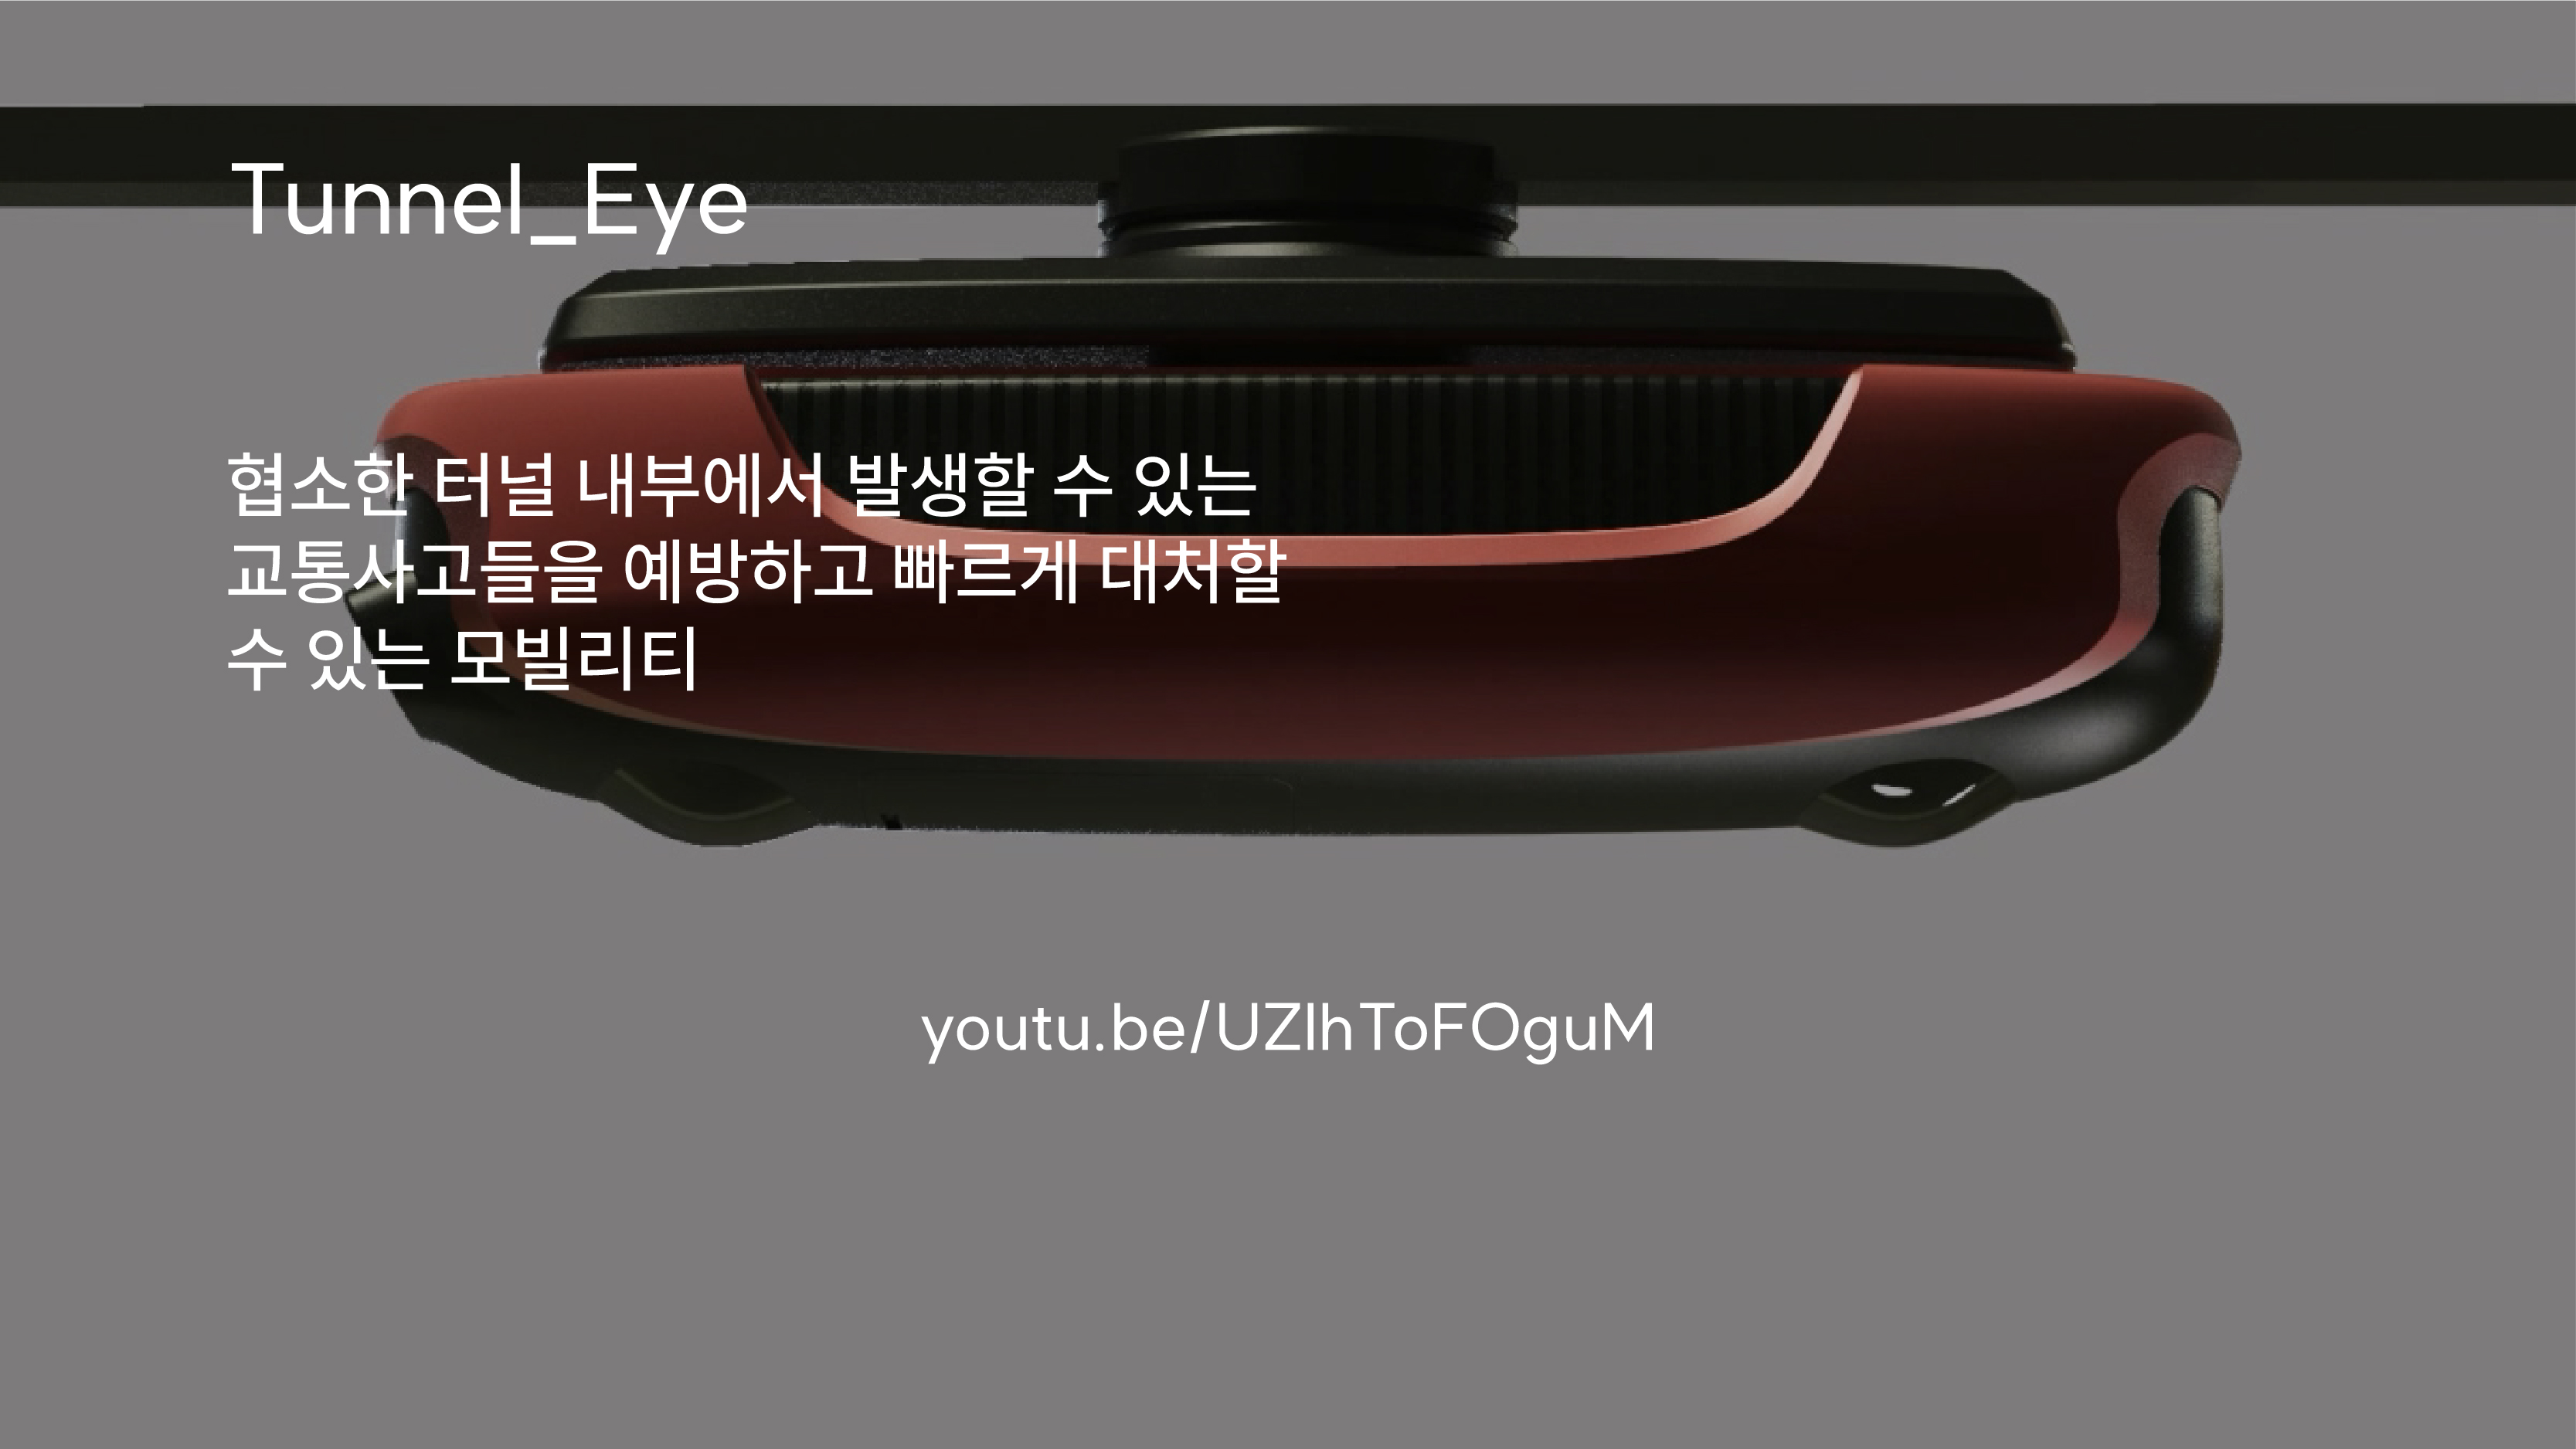 Tunnel_Eye
협소한 터널 내부에서 발생할 수 있는
교통사고들을 예방하고 빠르게 대처할
수 있는 모빌리티
youtu.be/UZIhToFOguM